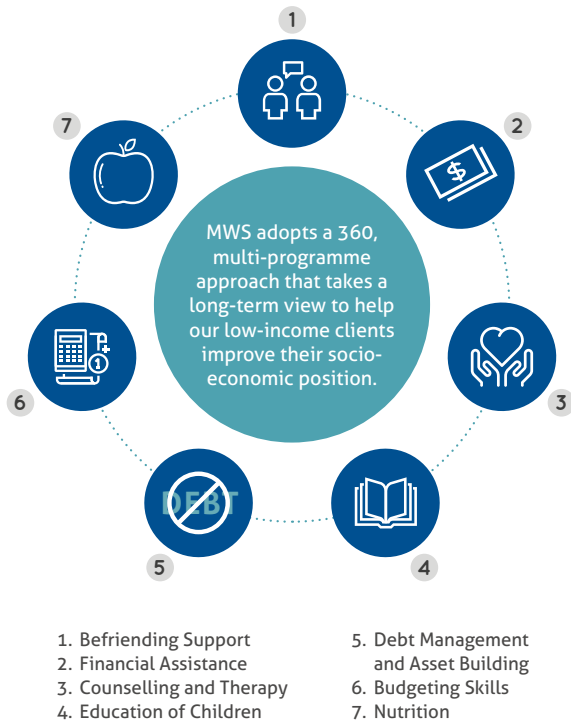 1
7
2
$
MWS adopts a 360,
multi-programme
approach that takes a
long-term view to help
our low-income clients
improve their socio-
economic position.
1
6
3
DEBT
5
4
1. Befriending Support
2. Financial Assistance
3. Counselling and Therapy
4. Education of Children
5. Debt Management
and Asset Building
6. Budgeting Skills
7. Nutrition